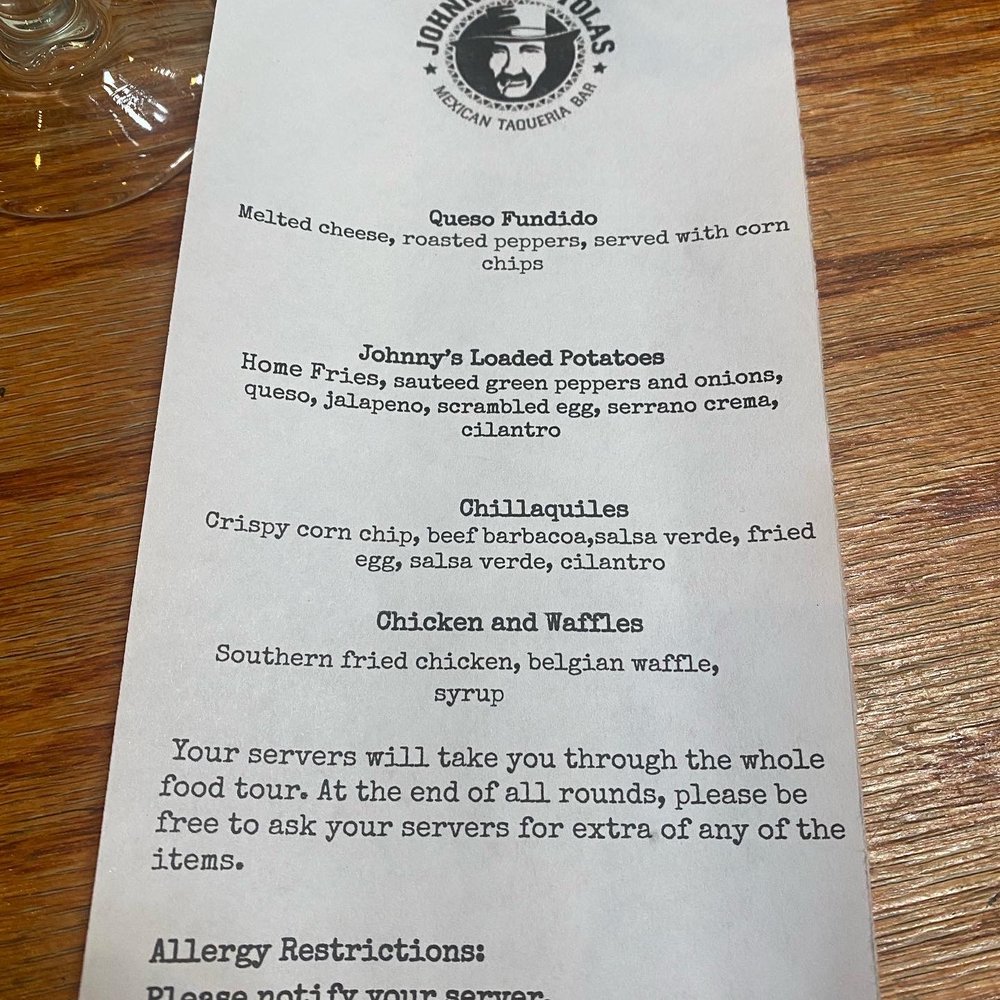 MEXICAN TAQUERIA BAR
Queso Fundido
Melted cheese, roasted peppers, served with corn
chips
Johnny's Loaded Potatoes
Home Fries, sauteed green peppers and onions,
queso, jalapeno, scrambled egg, serrano crema,
cilantro
Chillaquiles
Crispy corn chip, beef barbacoa,salsa verde, fried
egg, salsa verde, cilantro
Chicken and Waffles
Southern fried chicken, belgian waffle,
syrup
Your servers will take you through the whole
food tour. At the end of all rounds, please be
free to ask your servers for extra of any of the
items.
Allergy Restrictions:
Please notify your server.